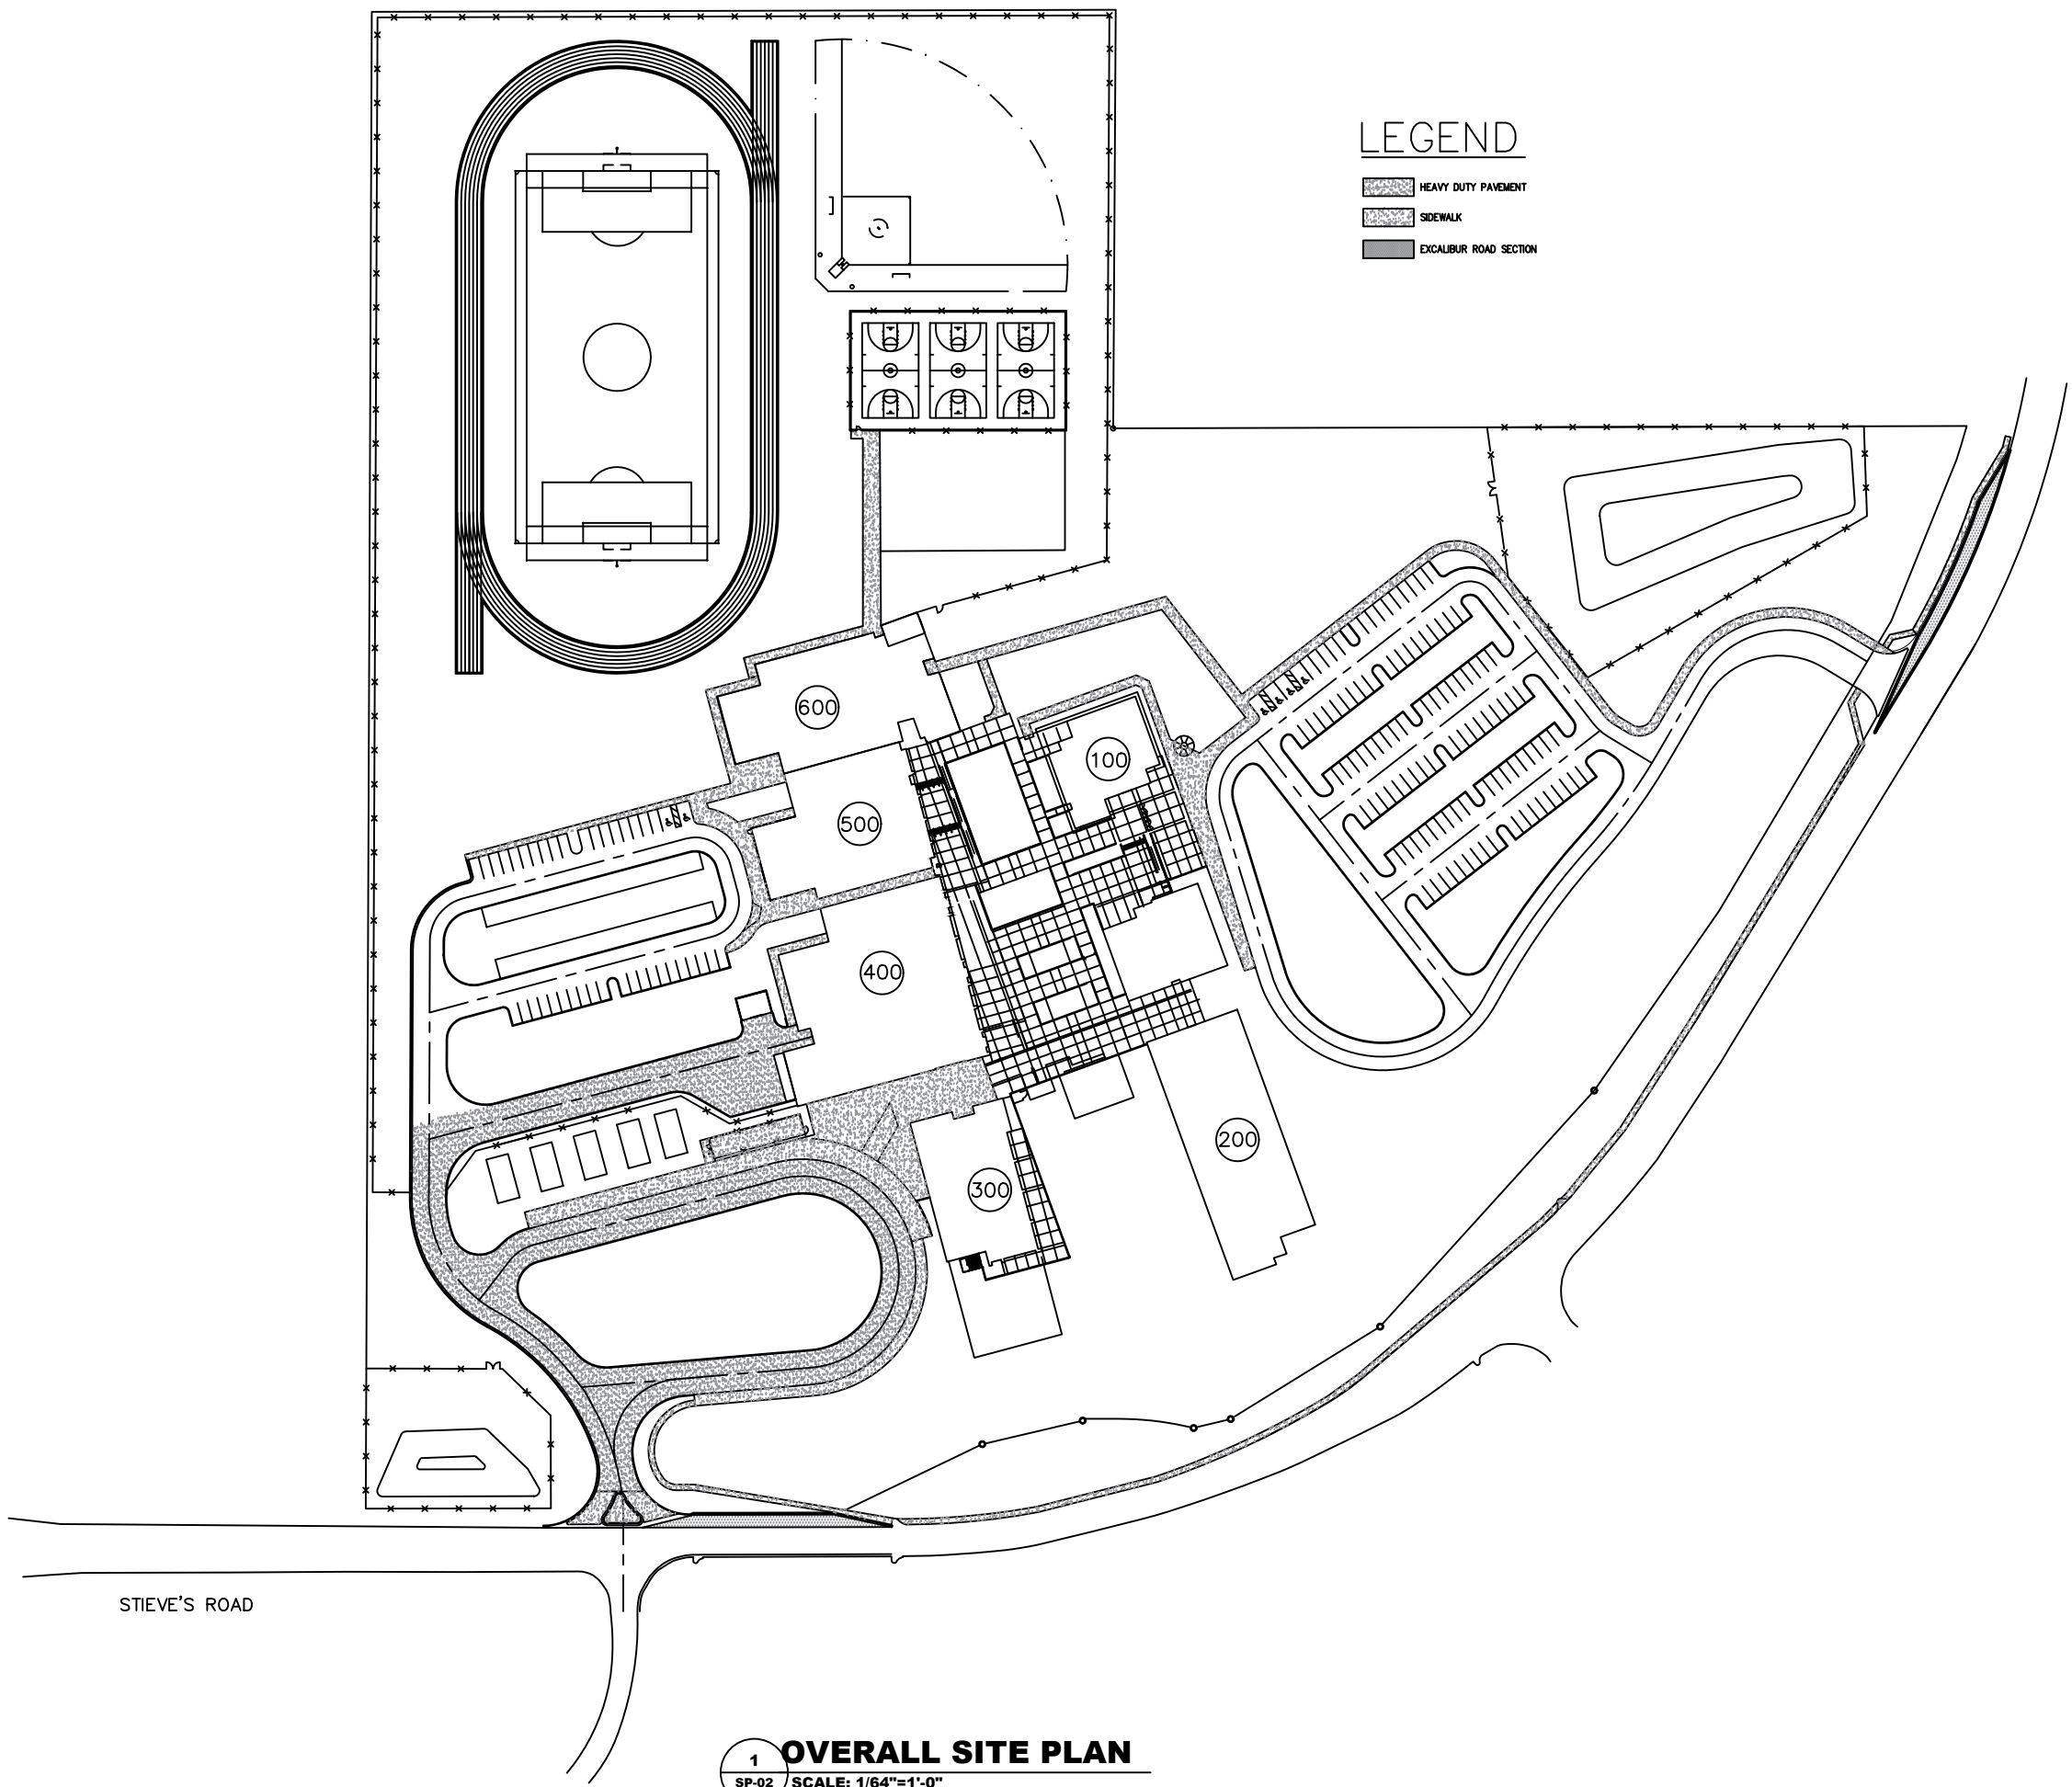 LEGEND
HEAVY DUTY PAVEMENT
SIDEWALK
EXCALIBUR ROAD SECTION
600
100
500
400
200
300
STIEVE'S ROAD
1 OVERALL SITE PLAN
SP-02 SCALE: 1/64"=1'-0"